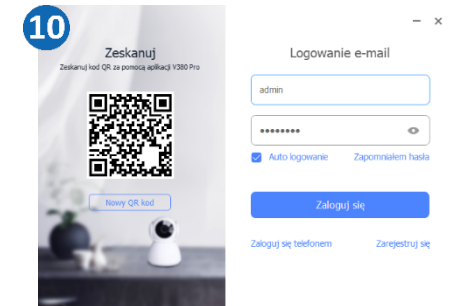 10
Zeskanuj
Zeskanuj kod QR za pomocą aplikacji V380 Pro
Nowy QR kod
Logowanie e-mail
admin
••••••••
Auto logowanie
Zapomniałem hasła
Zaloguj się
Zaloguj się telefonem
Zarejestruj się